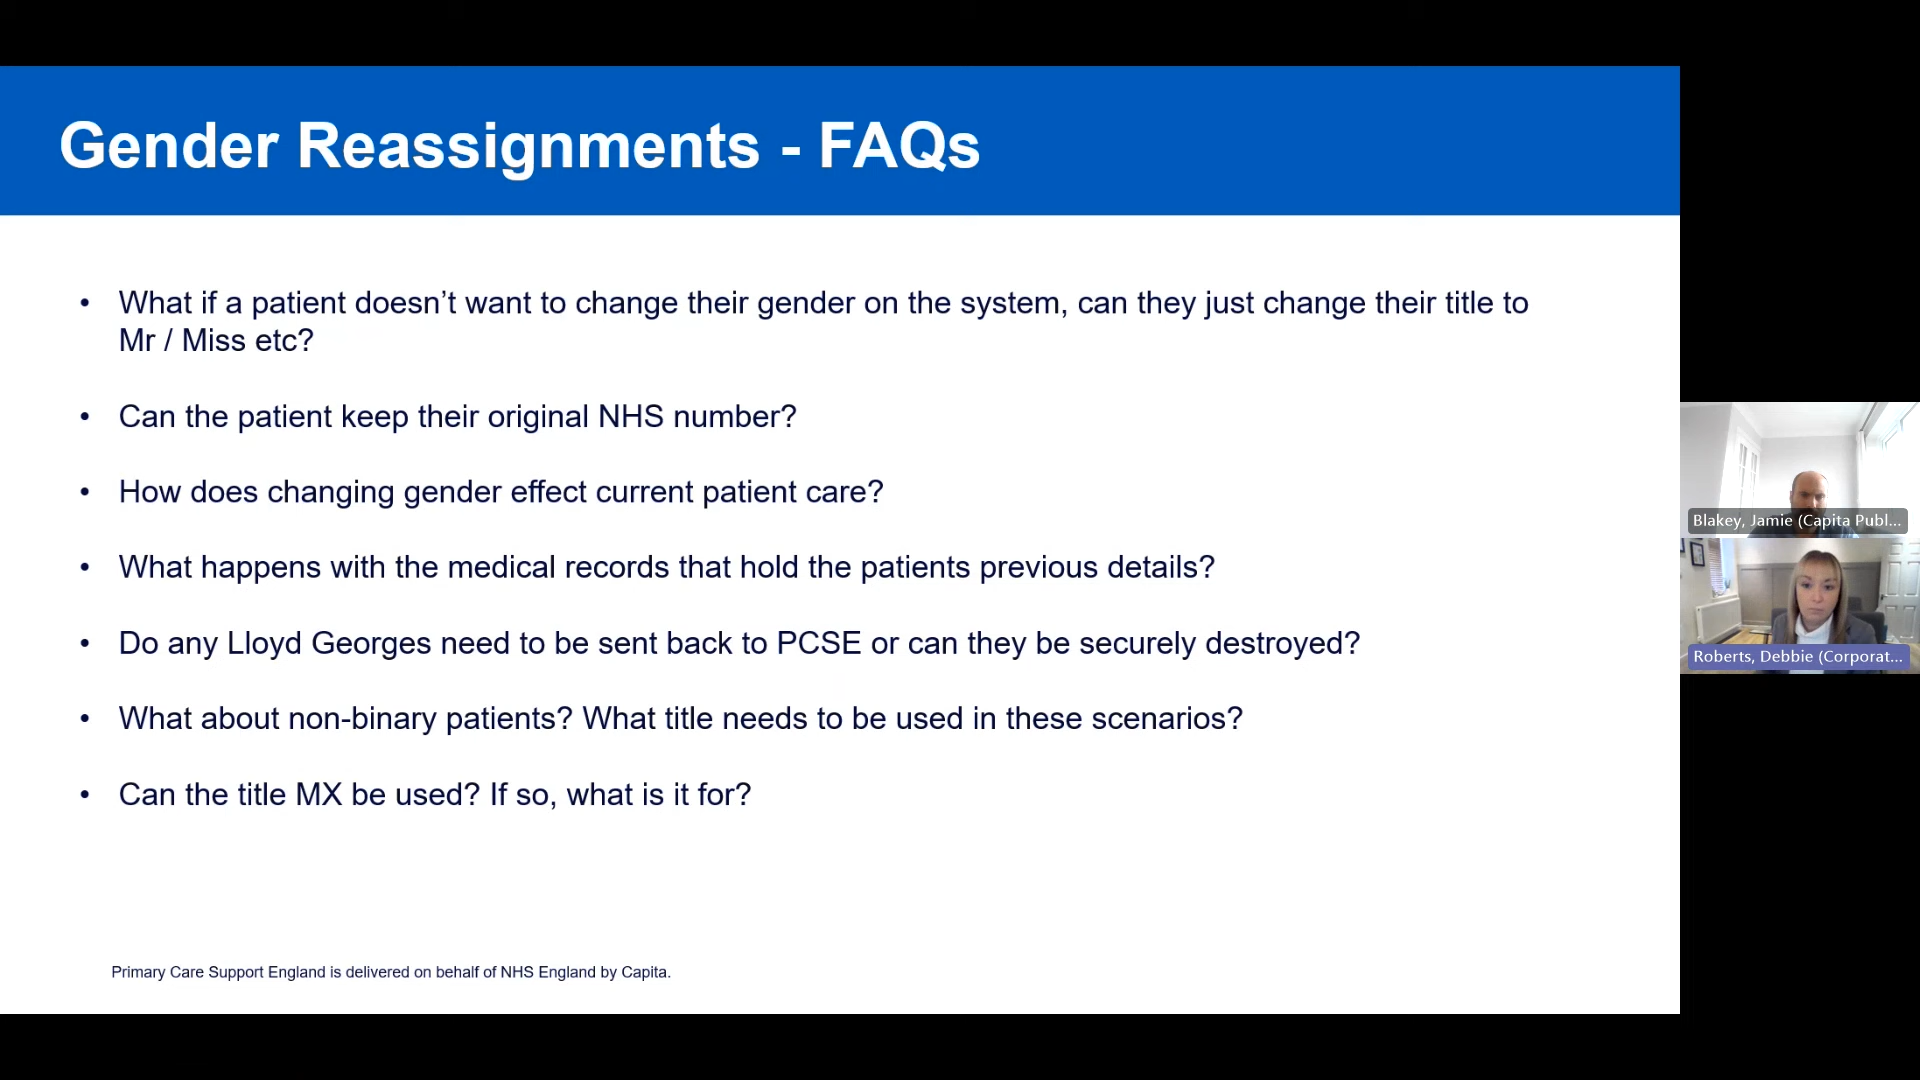 Gender Reassignments - FAQs
• What if a patient doesn’t want to change their gender on the system, can they just change their title to
Mr / Miss etc?
• Can the patient keep their original NHS number?
• How does changing gender effect current patient care?
• What happens with the medical records that hold the patients previous details?
• Do any Lloyd Georges need to be sent back to PCSE or can they be securely destroyed?
• What about non-binary patients? What title needs to be used in these scenarios?
• Can the title MX be used? If so, what is it for?
Primary Care Support England is delivered on behalf of NHS England by Capita.
Blakey, Jamie (Capita Publ...
Roberts, Debbie (Corporat...